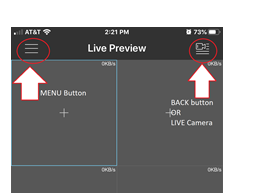 AT&T 2:21 PM 73%
Live Preview
0KB/s 0KB/s
MENU Button
BACK button
OR
LIVE Camera
0KB/s 0KB/s